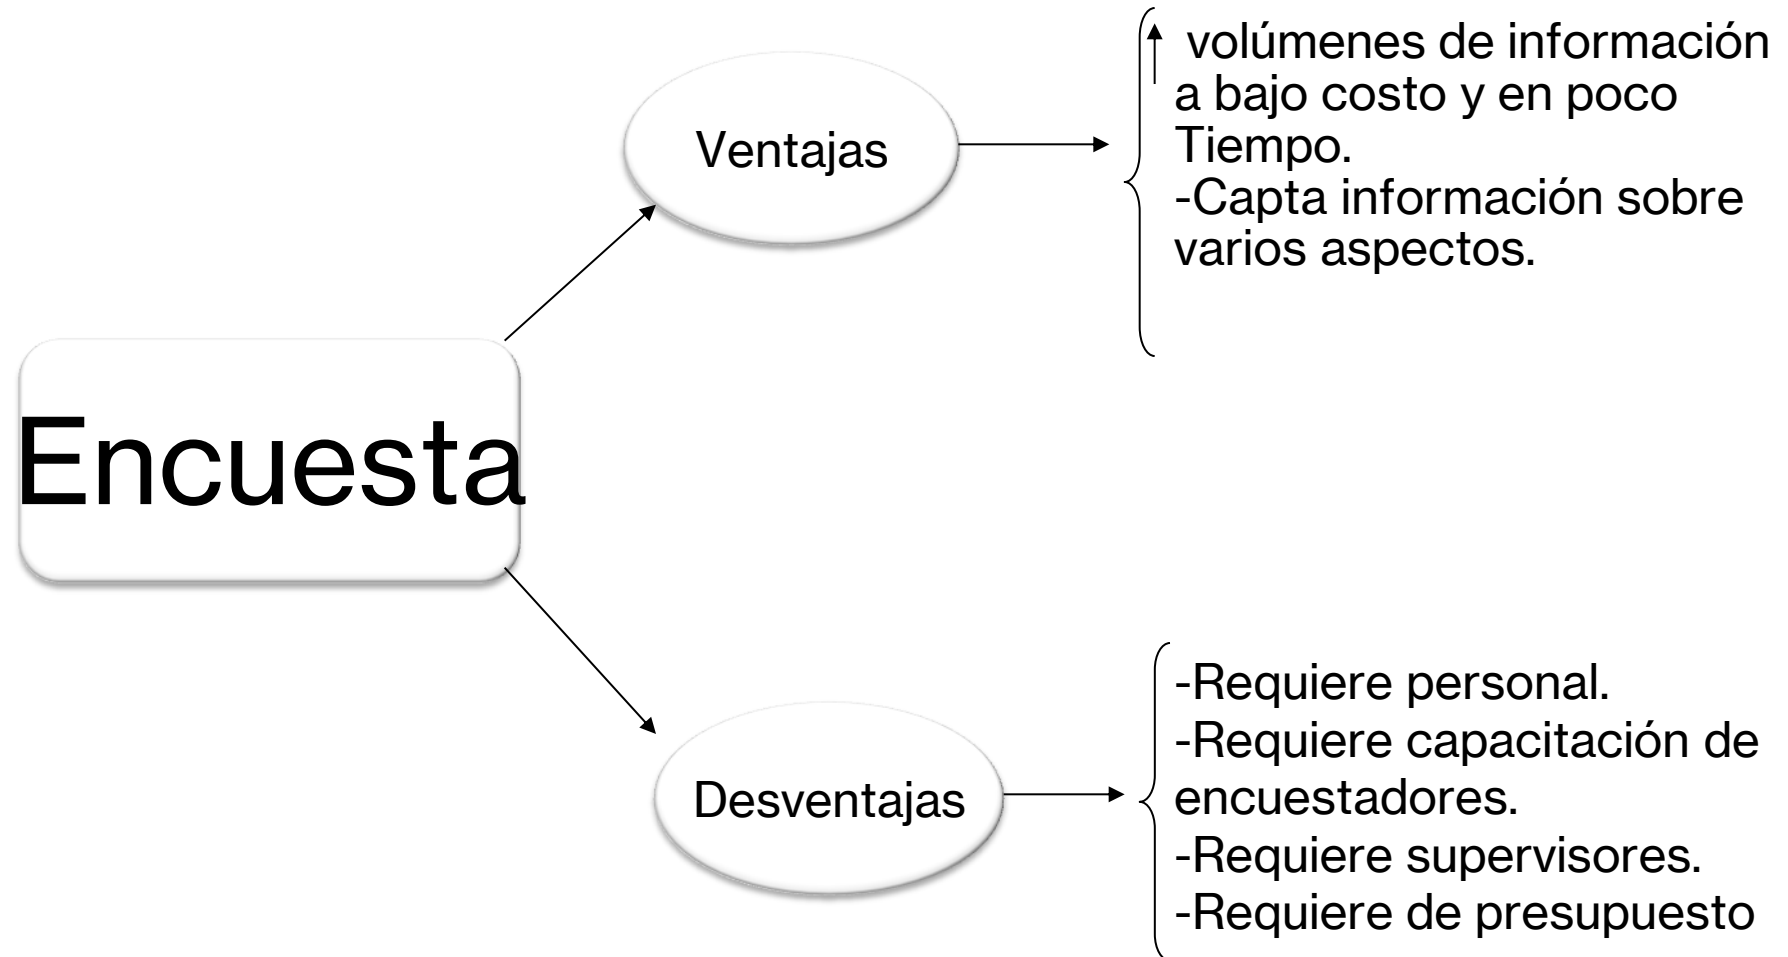 Encuesta
Ventajas
volúmenes de información
a bajo costo y en poco
Tiempo.
-Capta información sobre
varios aspectos.
Desventajas
-Requiere personal.
-Requiere capacitación de
encuestadores.
-Requiere supervisores.
-Requiere de presupuesto